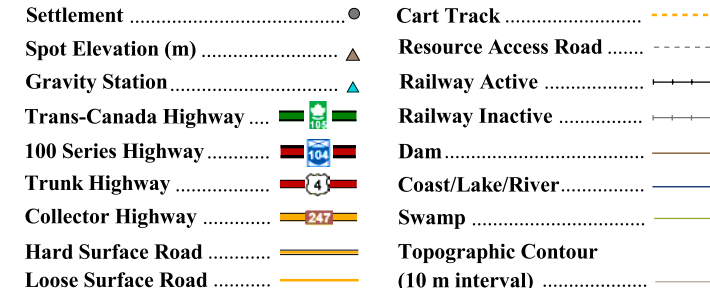 Settlement
Spot Elevation (m)
Gravity Station
Trans-Canada Highway .... 105
100 Series Highway 104
Trunk Highway 4
Collector Highway 247
Hard Surface Road
Loose Surface Road
Cart Track
Resource Access Road
Railway Active
Railway Inactive
Dam
Coast/Lake/River
Swamp
Topographic Contour
(10 m interval)